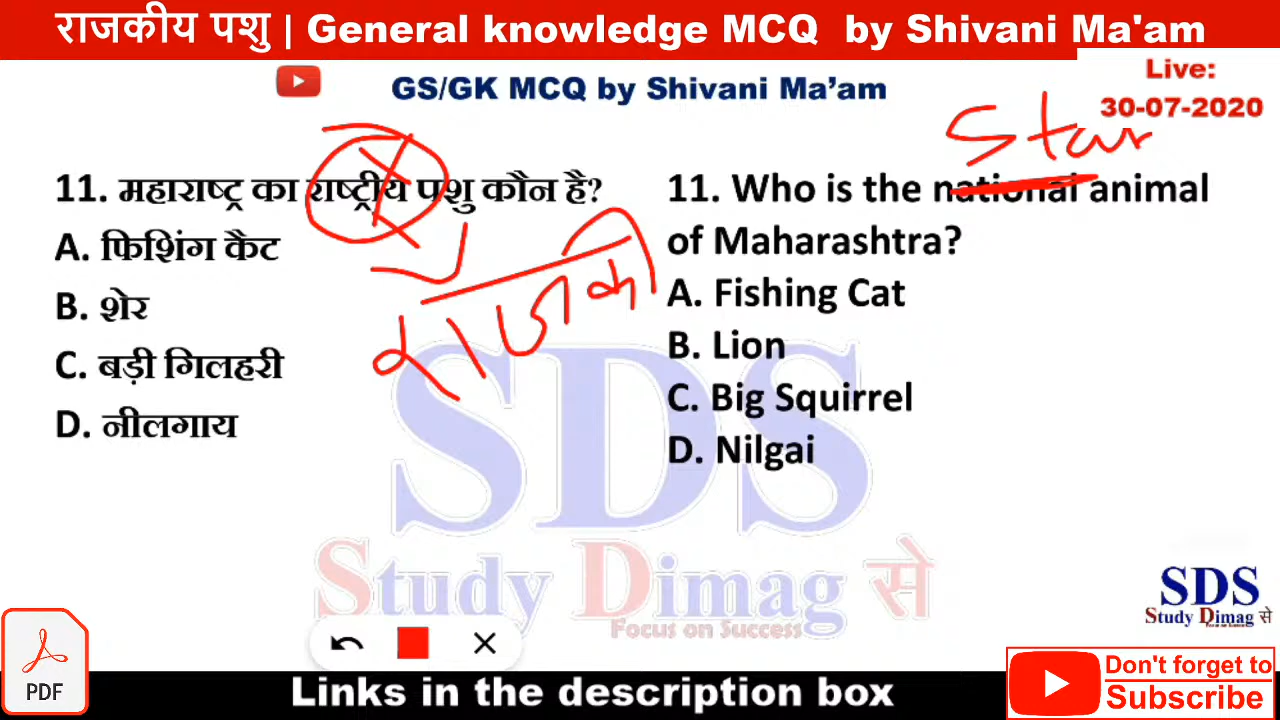 राजकीय पशु | General knowledge MCQ by Shivani Ma'am
GS/GK MCQ by Shivani Ma'am
Live:
30-07-2020
11. महाराष्ट्र का राष्ट्रीय पशु कौन है?
A. फिशिंग कैट
B. शेर
C. बड़ी गिलहरी
D. नीलगाय
राजकी
Star
11. Who is the national animal
of Maharashtra?
A. Fishing Cat
B. Lion
C. Big Squirrel
D. Nilgai
SDS
Study Dimag से
Focus on Success
SDS
Study Dimag से
PDF
Links in the description box
Don't forget to
Subscribe